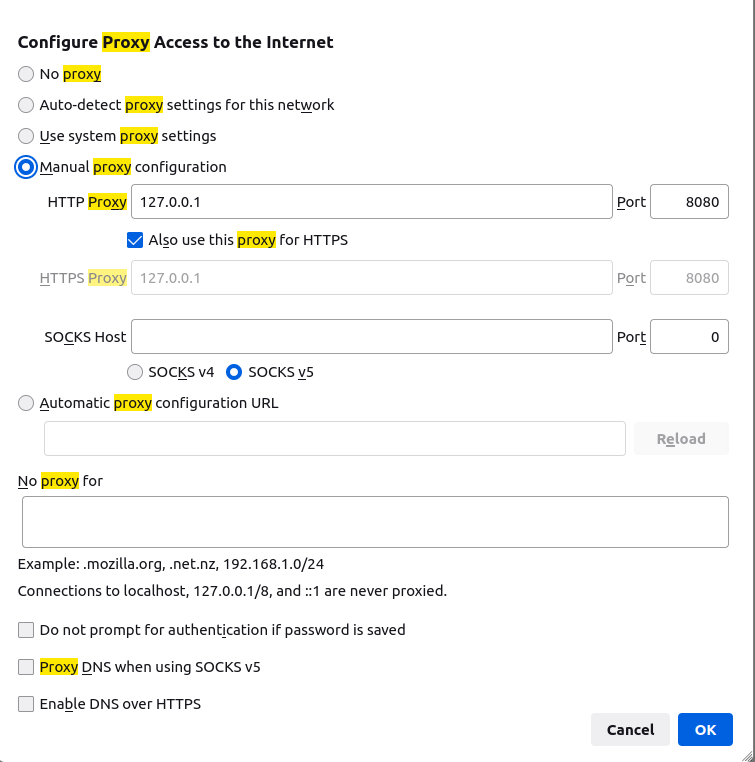 Configure Proxy Access to the Internet
No proxy
Auto-detect proxy settings for this network
Use system proxy settings
Manual proxy configuration
HTTP Proxy 127.0.0.1 Port 8080
Also use this proxy for HTTPS
HTTPS Proxy 127.0.0.1 Port 8080
SOCKS Host Port 0
SOCKS v4 SOCKS v5
Automatic proxy configuration URL
Reload
No proxy for
Example: .mozilla.org, .net.nz, 192.168.1.0/24
Connections to localhost, 127.0.0.1/8, and ::1 are never proxied.
Do not prompt for authentication if password is saved
Proxy DNS when using SOCKS v5
Enable DNS over HTTPS
Cancel OK